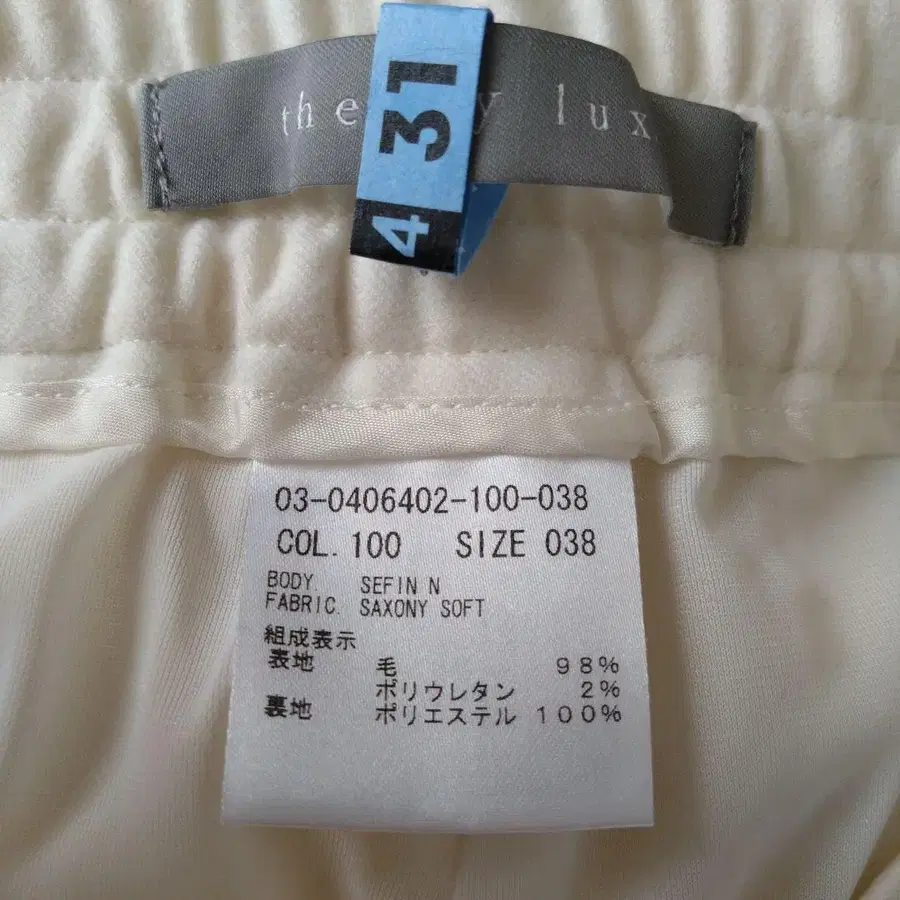 the y lux
31
4
03-0406402-100-038
COL. 100 SIZE 038
BODY. SEFIN N
FABRIC. SAXONY SOFT
組成表示
表地 毛 98%
ポリウレタン 2%
裏地 ポリエステル 100%